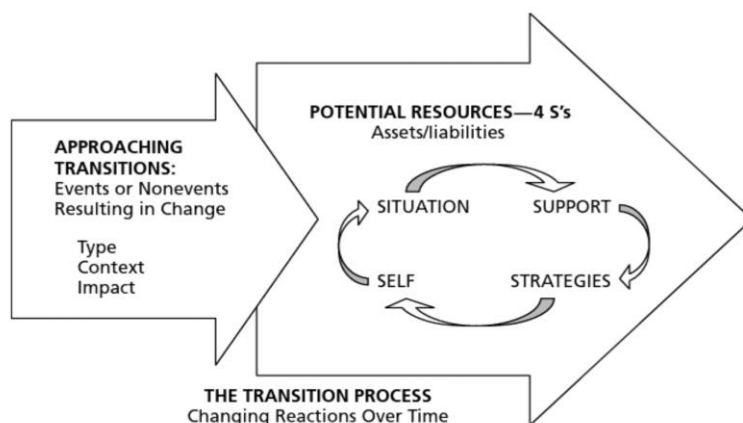 APPROACHING
TRANSITIONS:
Events or Nonevents
Resulting in Change
Type
Context
Impact
POTENTIAL RESOURCES—4 S's
Assets/liabilities
SITUATION
SUPPORT
SELF
STRATEGIES
THE TRANSITION PROCESS
Changing Reactions Over Time